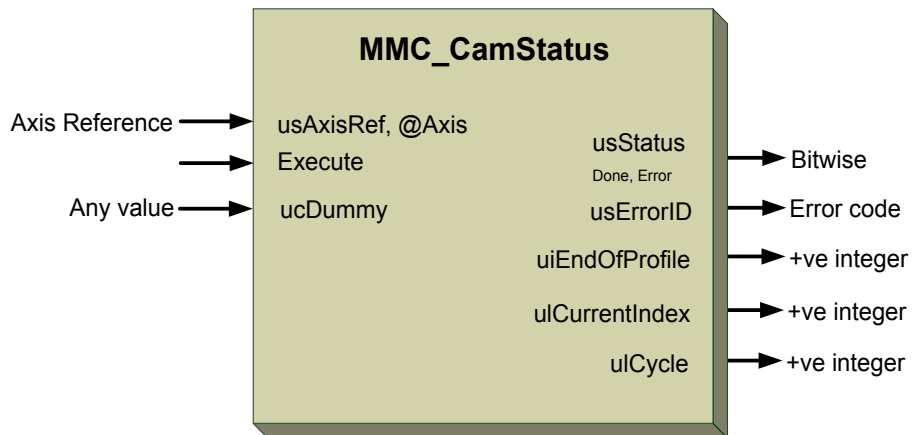 MMC_CamStatus
Axis Reference
usAxisRef, @Axis
Execute
Any value
ucDummy
usStatus
Bitwise
Done, Error
usErrorID
Error code
uiEndOfProfile
+ve integer
ulCurrentIndex
+ve integer
ulCycle
+ve integer